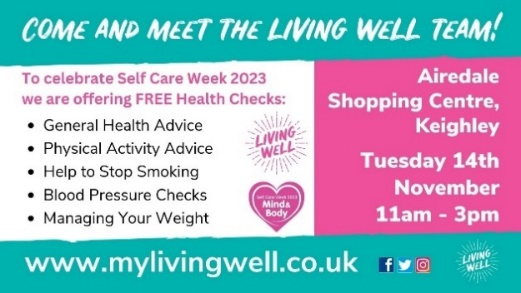 COME AND MEET THE LIVING WELL TEAM!
To celebrate Self Care Week 2023
we are offering FREE Health Checks:
• General Health Advice
• Physical Activity Advice
• Help to Stop Smoking
• Blood Pressure Checks
• Managing Your Weight
LIVING
WELL
Self Care Week 2023
Mind &
Body
Airedale
Shopping Centre,
Keighley
Tuesday 14th
November
11am - 3pm
www.mylivingwell.co.uk
LIVING
WELL